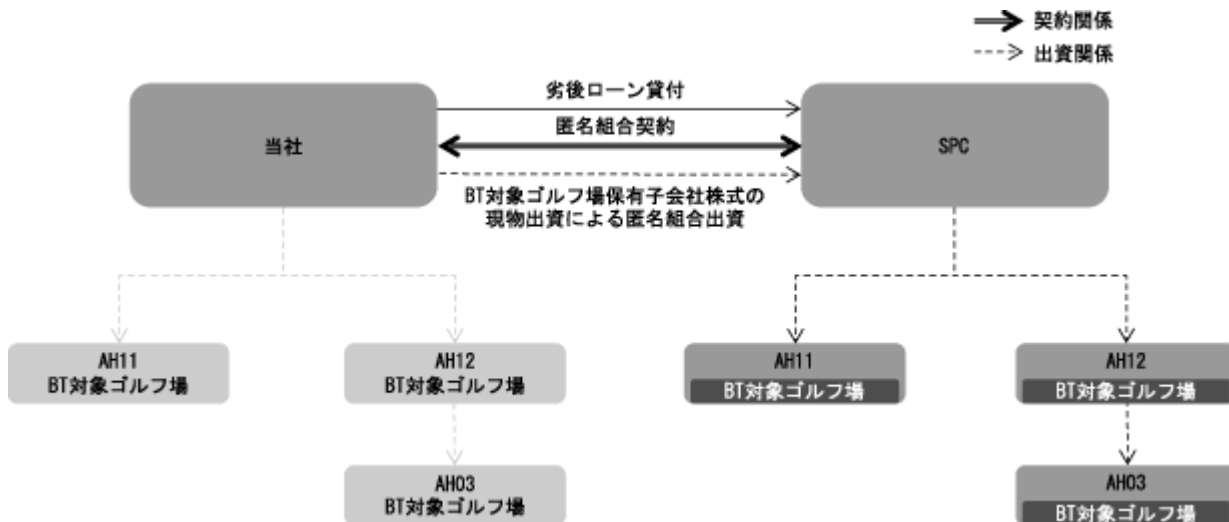 契約関係
出資関係
劣後ローン貸付
匿名組合契約
当社
SPC
BT対象ゴルフ場保有子会社株式の
現物出資による匿名組合出資
AH11
BT対象ゴルフ場
AH12
BT対象ゴルフ場
AH11
BT対象ゴルフ場
AH12
BT対象ゴルフ場
AH03
BT対象ゴルフ場
AH03
BT対象ゴルフ場